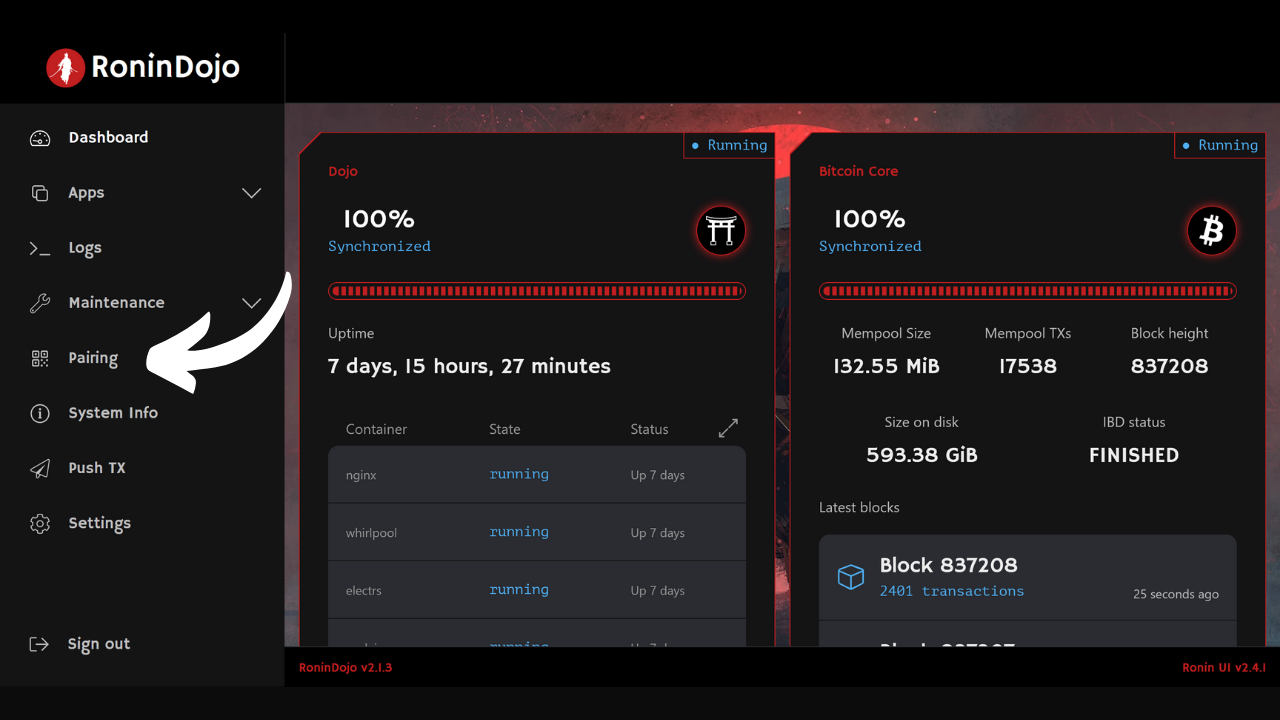 RoninDojo
Dashboard
Apps
Logs
Maintenance
Pairing
System Info
Push TX
Settings
Sign out
Running
Dojo
100%
Synchronized
Uptime
7 days, 15 hours, 27 minutes
Container State Status
nginx running Up 7 days
whirlpool running Up 7 days
electrs running Up 7 days
Running
Bitcoin Core
100%
Synchronized
Mempool Size Mempool TXs Block height
132.55 MiB 17538 837208
Size on disk IBD status
593.38 GiB FINISHED
Latest blocks
Block 837208
2401 transactions
25 seconds ago
RoninDojo v2.1.3
Ronin UI v2.4.1